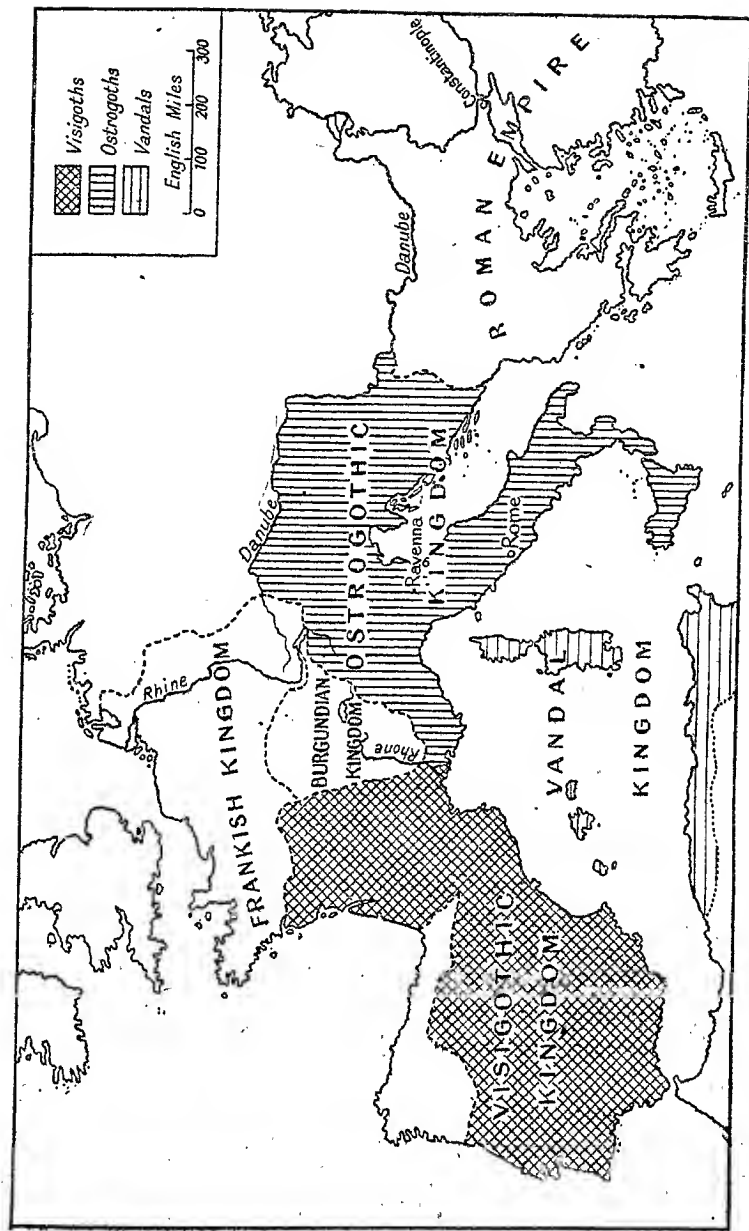 Visigoths
Ostrogoths
Vandals
English Miles
0 100 200 300
FRANKISH KINGDOM
Rhine
BURGUNDIAN
KINGDOM
Rhone
Danube
Danube
OSTROGOTHIC
KINGDOM
Ravenna
Rome
ROMAN EMPIRE
Constantinople
VISIGOTHIC
KINGDOM
VANDAL
KINGDOM